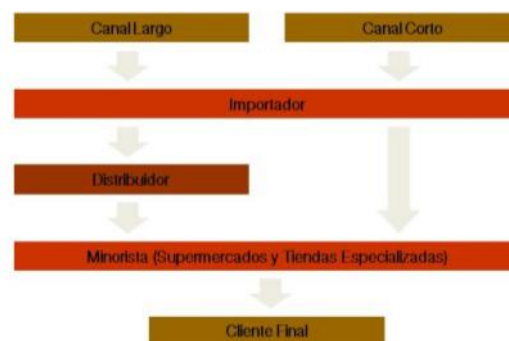 Canal Largo
Canal Corto
Importador
Distribuidor
Minorista (Supermercados y Tiendas Especializadas)
Cliente Final